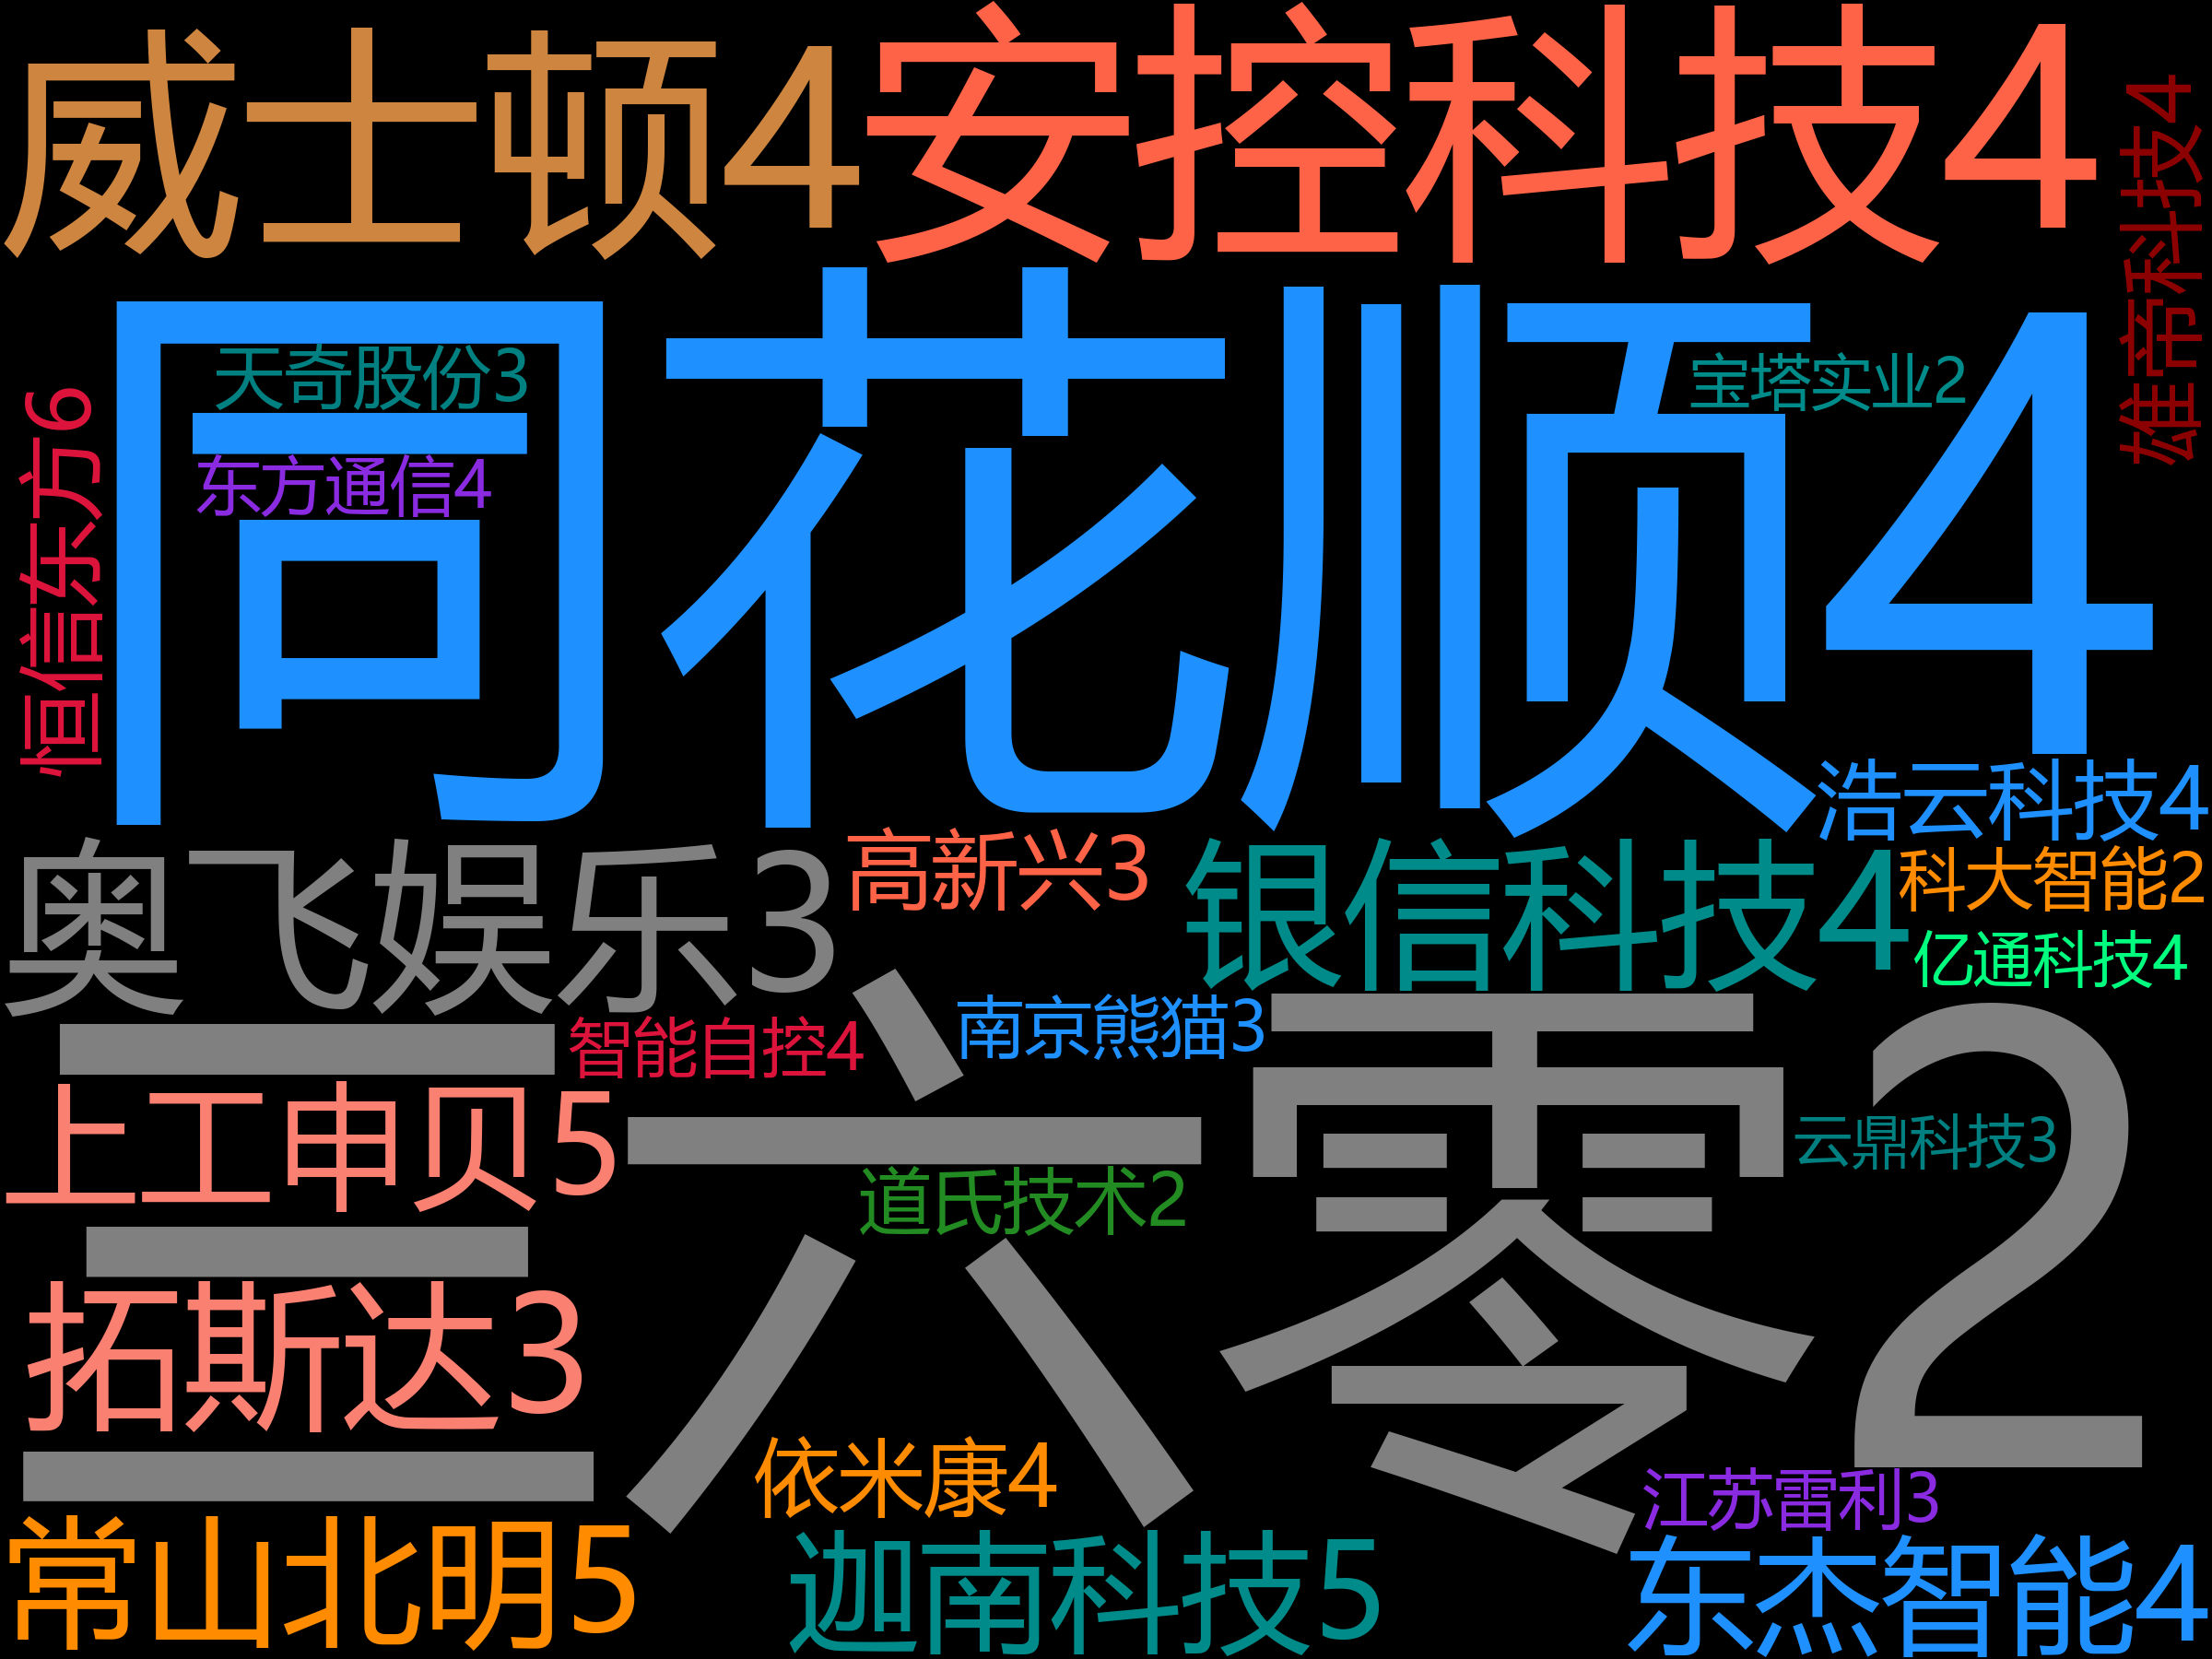 威士顿4
安控科技4
雄帝科技4
同花顺4
天奇股份3
宝塔实业2
东方通信4
恒信东方6
浩云科技4
奥飞娱乐3
高新兴3
银信科技4
科大智能2
亿通科技4
南京熊猫3
智能自控4
三六零2
上工申贝5
云鼎科技3
道氏技术2
拓斯达3
依米康4
江苏雷利3
常山北明5
迦南科技5
东杰智能4